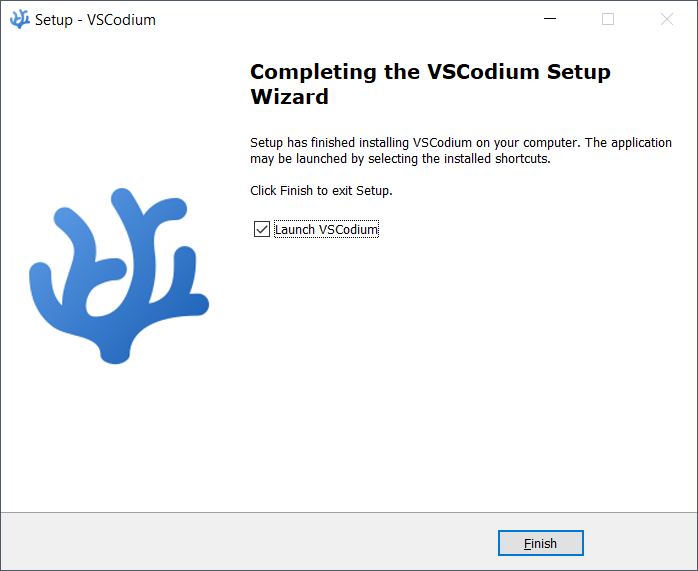 Setup - VSCodium
Completing the VSCodium Setup
Wizard
Setup has finished installing VSCodium on your computer. The application
may be launched by selecting the installed shortcuts.
Click Finish to exit Setup.
Launch VSCodium
Finish